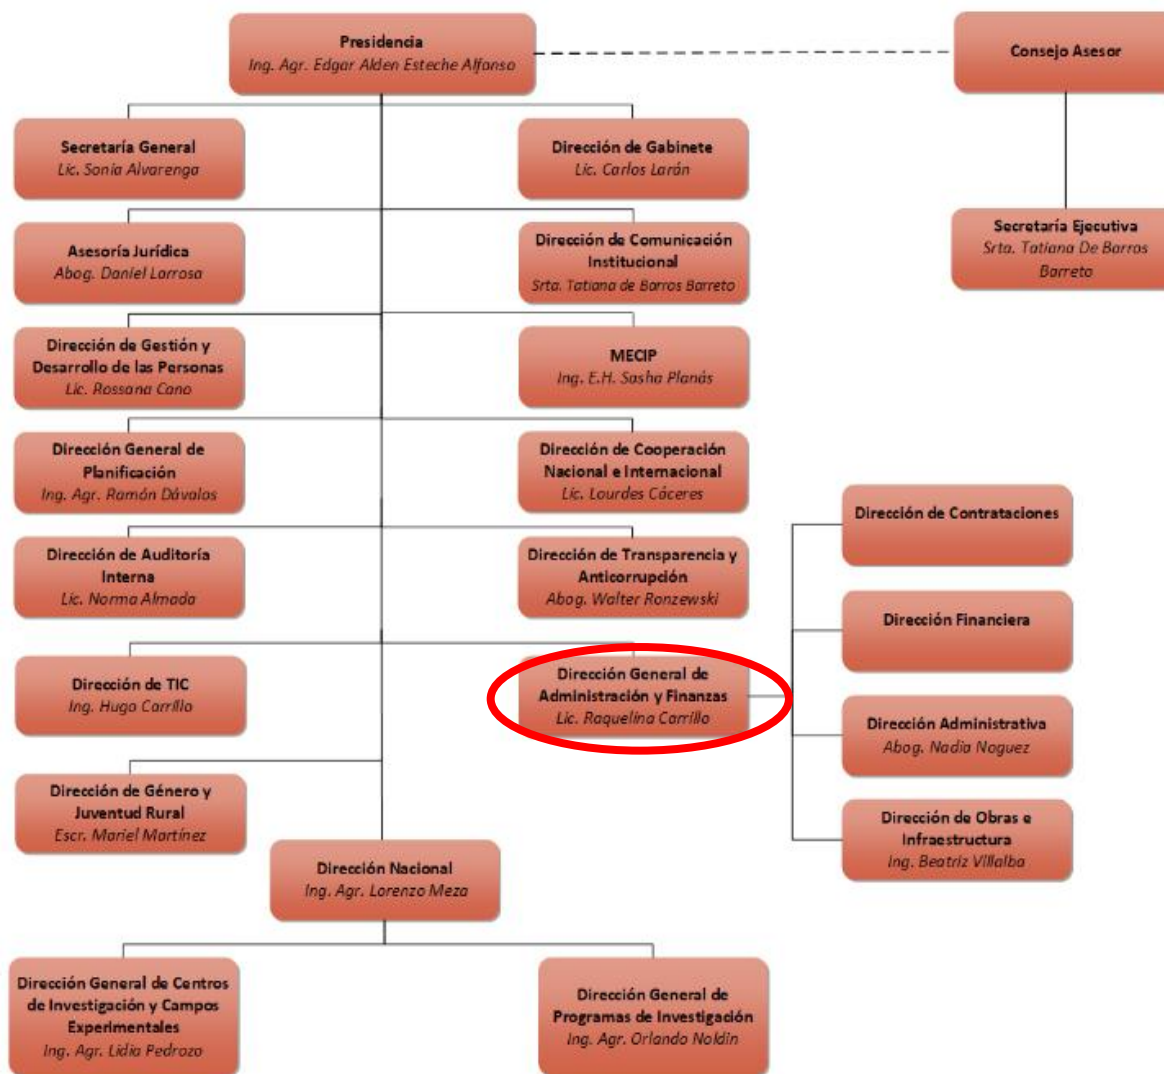 Presidencia
Ing. Agr. Edgar Alden Esteche Alfonso
Consejo Asesor
Secretaría General
Lic. Sonia Alvarenga
Dirección de Gabinete
Lic. Carlos Larán
Asesoría Jurídica
Abog. Daniel Larrosa
Dirección de Comunicación
Institucional
Srta. Tatiana de Barros Barreto
Secretaría Ejecutiva
Srta. Tatiana De Barros
Barreto
Dirección de Gestión y
Desarrollo de las Personas
Lic. Rossana Cano
MECIP
Ing. E.H. Sasha Planás
Dirección General de
Planificación
Ing. Agr. Ramón Dávalos
Dirección de Cooperación
Nacional e Internacional
Lic. Lourdes Cáceres
Dirección de Auditoría
Interna
Lic. Norma Almada
Dirección de Transparencia y
Anticorrupción
Abog. Walter Ronzewski
Dirección de TIC
Ing. Hugo Carrillo
Dirección General de
Administración y Finanzas
Lic. Raquelina Carrillo
Dirección de Contrataciones
Dirección Financiera
Dirección Administrativa
Abog. Nadia Noguez
Dirección de Obras e
Infraestructura
Ing. Beatriz Villalba
Dirección de Género y
Juventud Rural
Escr. Mariel Martínez
Dirección Nacional
Ing. Agr. Lorenzo Meza
Dirección General de Centros
de Investigación y Campos
Experimentales
Ing. Agr. Lidia Pedrozo
Dirección General de
Programas de Investigación
Ing. Agr. Orlando Noldin